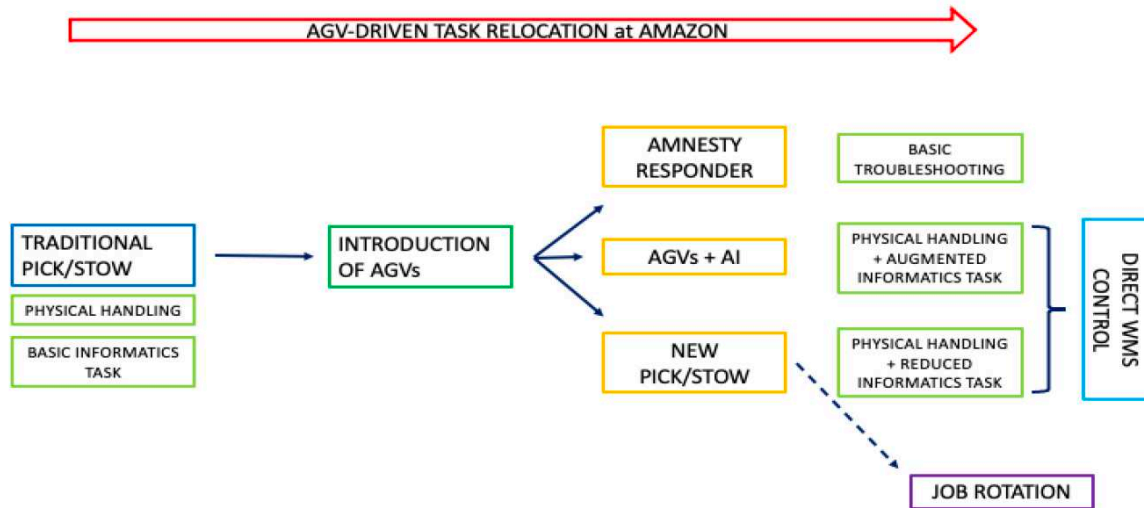 AGV-DRIVEN TASK RELOCATION at AMAZON
TRADITIONAL
PICK/STOW
PHYSICAL HANDLING
BASIC INFORMATICS
TASK
INTRODUCTION
OF AGVs
AMNESTY
RESPONDER
BASIC
TROUBLESHOOTING
AGVs + AI
PHYSICAL HANDLING
+ AUGMENTED
INFORMATICS TASK
NEW
PICK/STOW
PHYSICAL HANDLING
+ REDUCED
INFORMATICS TASK
DIRECT WMS
CONTROL
JOB ROTATION